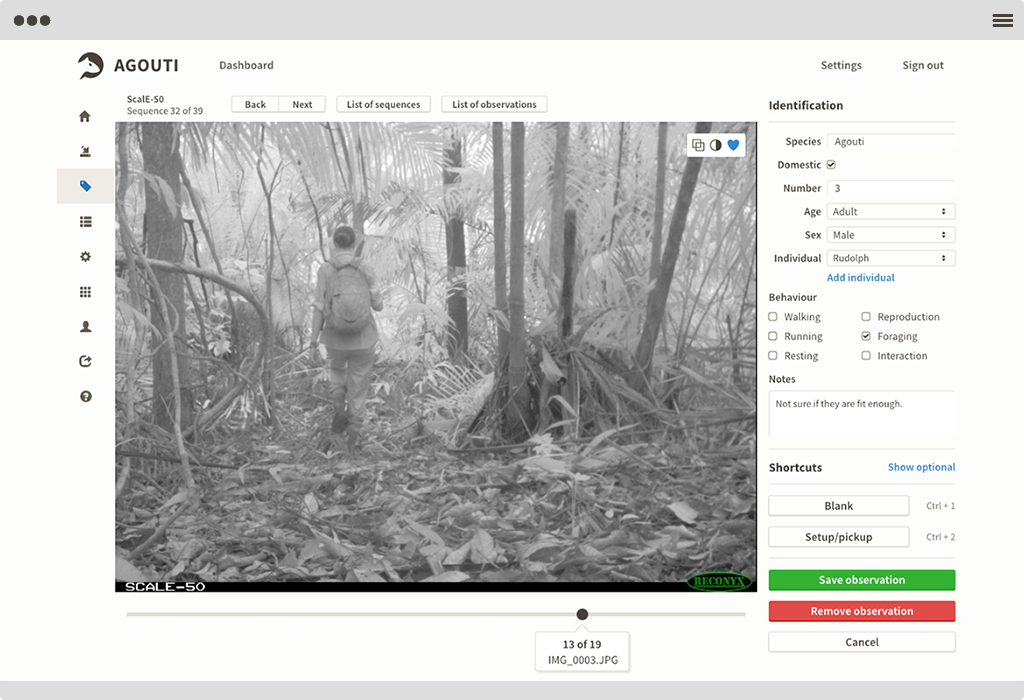 AGOUTI
Dashboard
Settings
Sign out
ScalE-50
Sequence 32 of 39
Back
Next
List of sequences
List of observations
SCALE-50
RECONYX
13 of 19
IMG_0003.JPG
Identification
Species Agouti
Domestic
Number 3
Age Adult
Sex Male
Individual Rudolph
Add individual
Behaviour
Walking Reproduction
Running Foraging
Resting Interaction
Notes
Not sure if they are fit enough.
Shortcuts Show optional
Blank Ctrl + 1
Setup/pickup Ctrl + 2
Save observation
Remove observation
Cancel